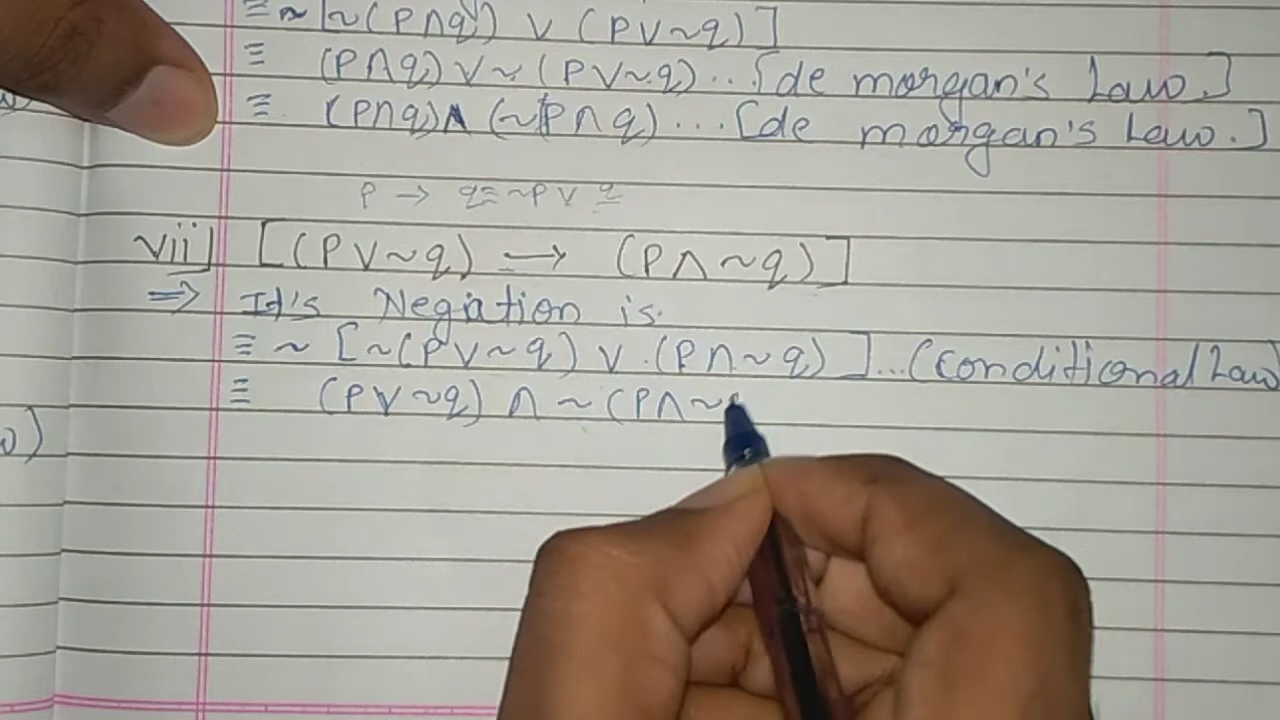 ≡ ~ [~(p∧q) ∨ (p∨~q)]
≡ (p∧q) ∨ ~(p∨~q)...[de morgan's Law.]
≡ (p∧q)∧ (~p∧q)...[de morgan's Law.]
p → q ≡ ~p ∨ q
vii] [(p∨~q) → (p∧~q)]
⇒ It's Negation is.
≡ ~ [~(p∨~q) ∨ (p∧~q)]...(Conditional Law
≡ (p∨~q) ∧ ~(p∧~